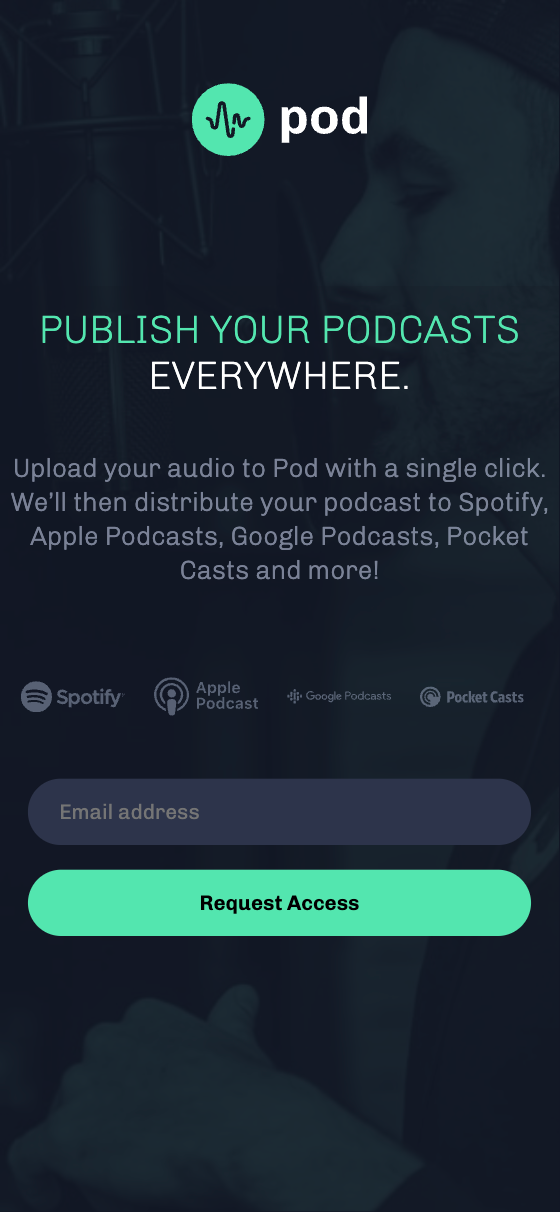 pod
PUBLISH YOUR PODCASTS
EVERYWHERE.
Upload your audio to Pod with a single click.
We’ll then distribute your podcast to Spotify,
Apple Podcasts, Google Podcasts, Pocket
Casts and more!
Spotify
Apple
Podcast
Google Podcasts
Pocket Casts
Email address
Request Access